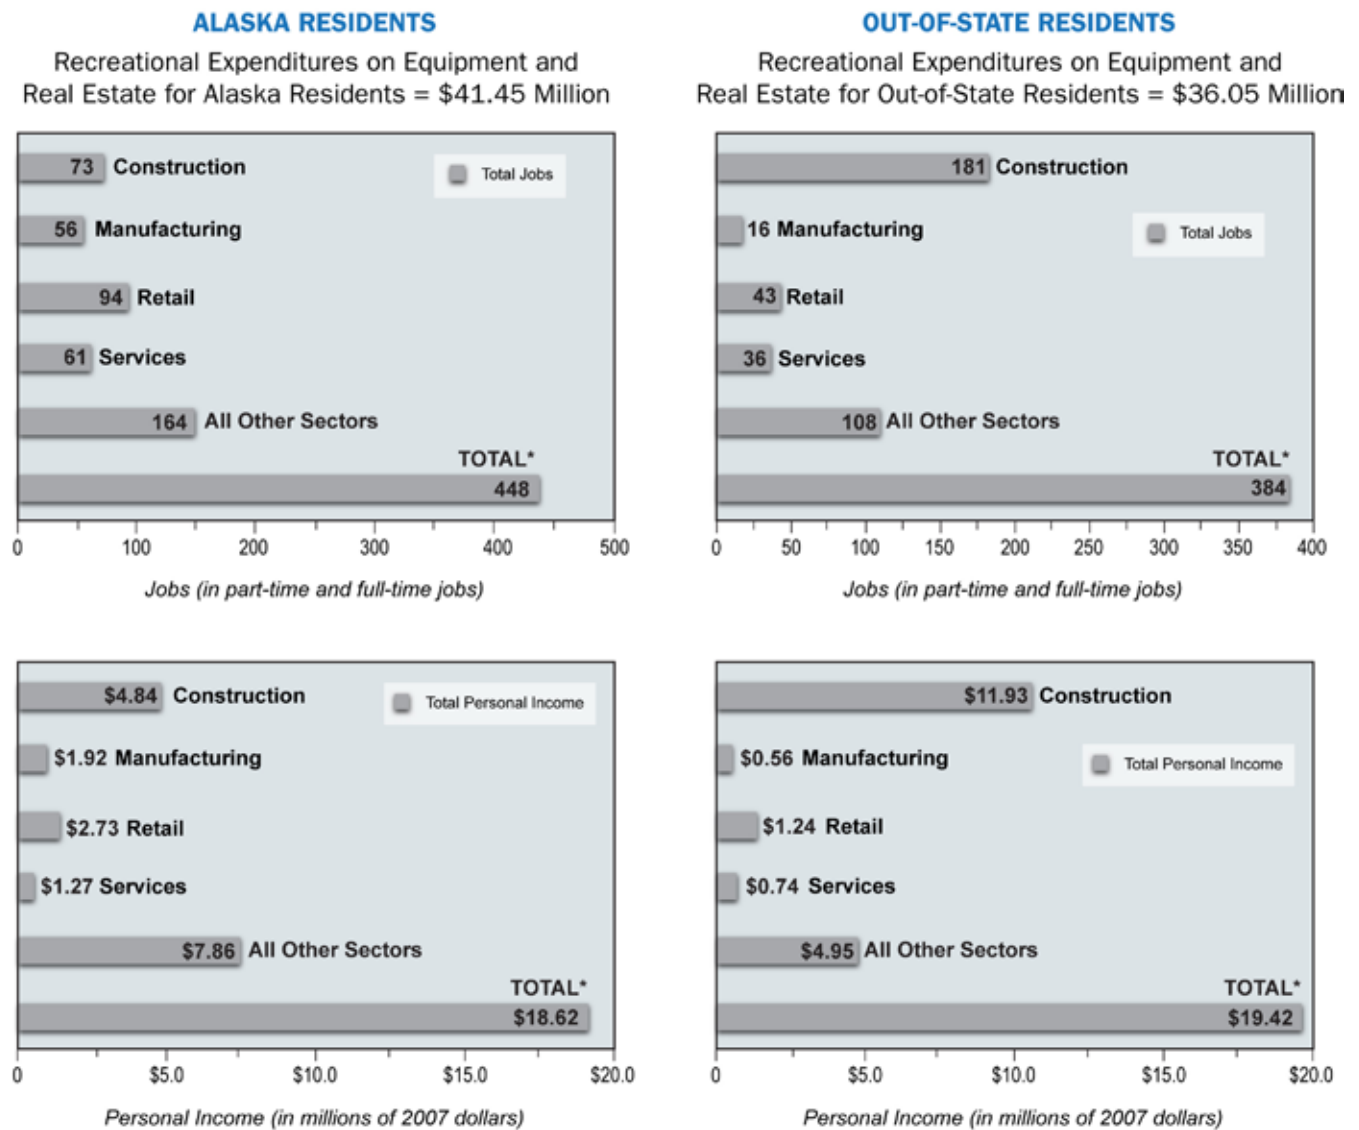 ALASKA RESIDENTS
Recreational Expenditures on Equipment and
Real Estate for Alaska Residents = $41.45 Million
73 Construction
Total Jobs
56 Manufacturing
94 Retail
61 Services
164 All Other Sectors
TOTAL*
448
0 100 200 300 400 500
Jobs (in part-time and full-time jobs)
OUT-OF-STATE RESIDENTS
Recreational Expenditures on Equipment and
Real Estate for Out-of-State Residents = $36.05 Million
181 Construction
16 Manufacturing
Total Jobs
43 Retail
36 Services
108 All Other Sectors
TOTAL*
384
0 50 100 150 200 250 300 350 400
Jobs (in part-time and full-time jobs)
$4.84 Construction
Total Personal Income
$1.92 Manufacturing
$2.73 Retail
$1.27 Services
$7.86 All Other Sectors
TOTAL*
$18.62
0 $5.0 $10.0 $15.0 $20.0
Personal Income (in millions of 2007 dollars)
$11.93 Construction
$0.56 Manufacturing
Total Personal Income
$1.24 Retail
$0.74 Services
$4.95 All Other Sectors
TOTAL*
$19.42
0 $5.0 $10.0 $15.0 $20.0
Personal Income (in millions of 2007 dollars)